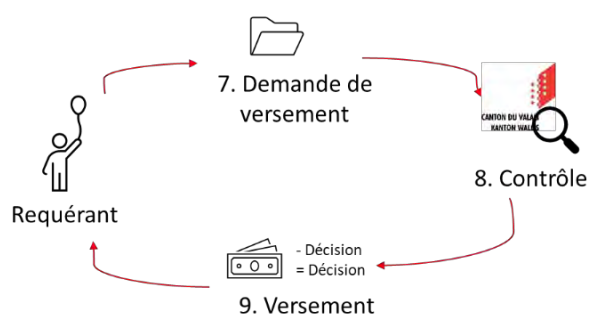 7. Demande de
versement
CANTON DU VALAIS
KANTON WALLIS
8. Contrôle
Requérant
- Décision
= Décision
9. Versement